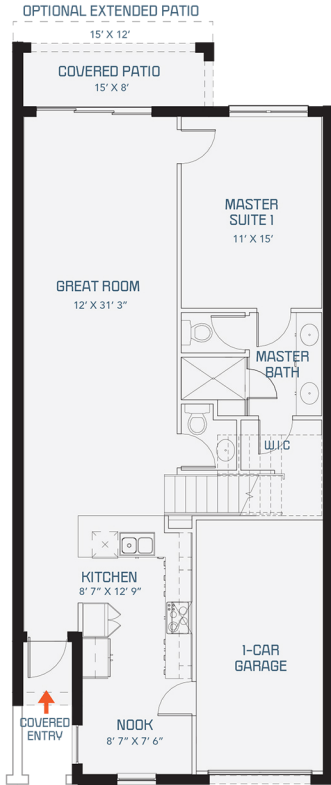 OPTIONAL EXTENDED PATIO
15' X 12'
COVERED PATIO
15' X 8'
MASTER
SUITE 1
11' X 15'
GREAT ROOM
12' X 31' 3"
MASTER
BATH
W.I.C
KITCHEN
8' 7" X 12' 9"
1-CAR
GARAGE
COVERED
ENTRY
NOOK
8' 7" X 7' 6"